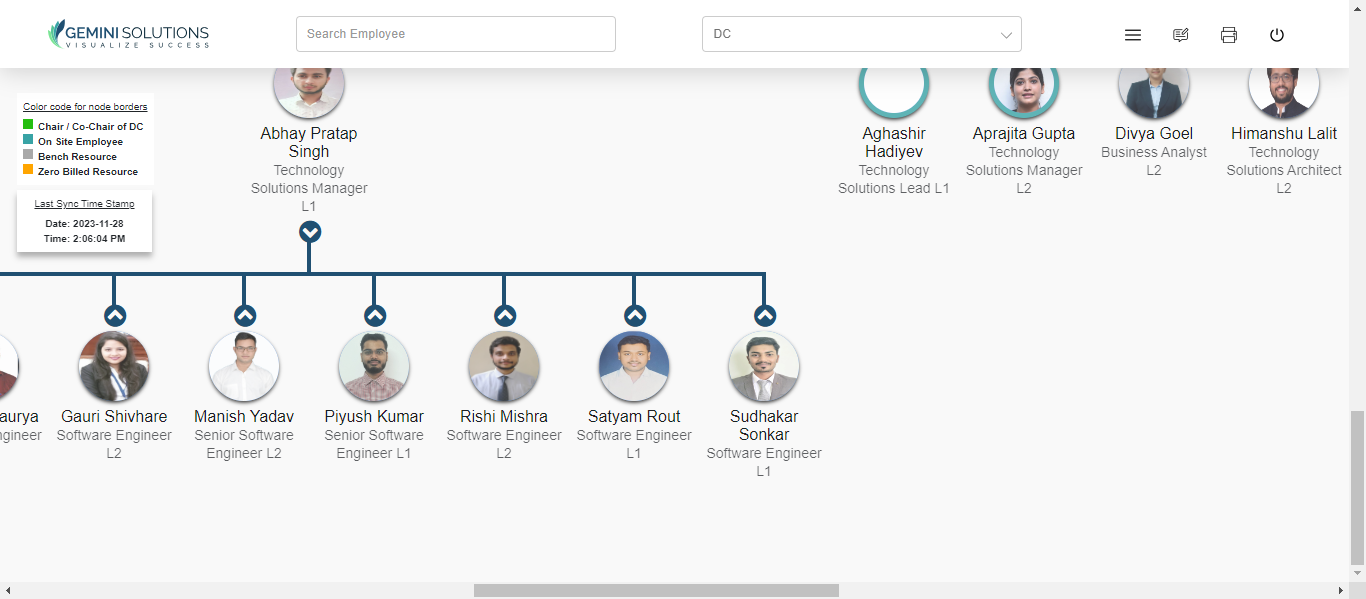 GEMINI SOLUTIONS
VISUALIZE SUCCESS
Search Employee
DC
Color code for node borders
Chair / Co-Chair of DC
On Site Employee
Bench Resource
Zero Billed Resource
Last Sync Time Stamp
Date: 2023-11-28
Time: 2:06:04 PM
Abhay Pratap
Singh
Technology
Solutions Manager
L1
Aghashir
Hadiyev
Technology
Solutions Lead L1
Aprajita Gupta
Technology
Solutions Manager
L2
Divya Goel
Business Analyst
L2
Himanshu Lalit
Technology
Solutions Architect
L2
aurya
ngineer
Gauri Shivhare
Software Engineer
L2
Manish Yadav
Senior Software
Engineer L2
Piyush Kumar
Senior Software
Engineer L1
Rishi Mishra
Software Engineer
L2
Satyam Rout
Software Engineer
L1
Sudhakar
Sonkar
Software Engineer
L1